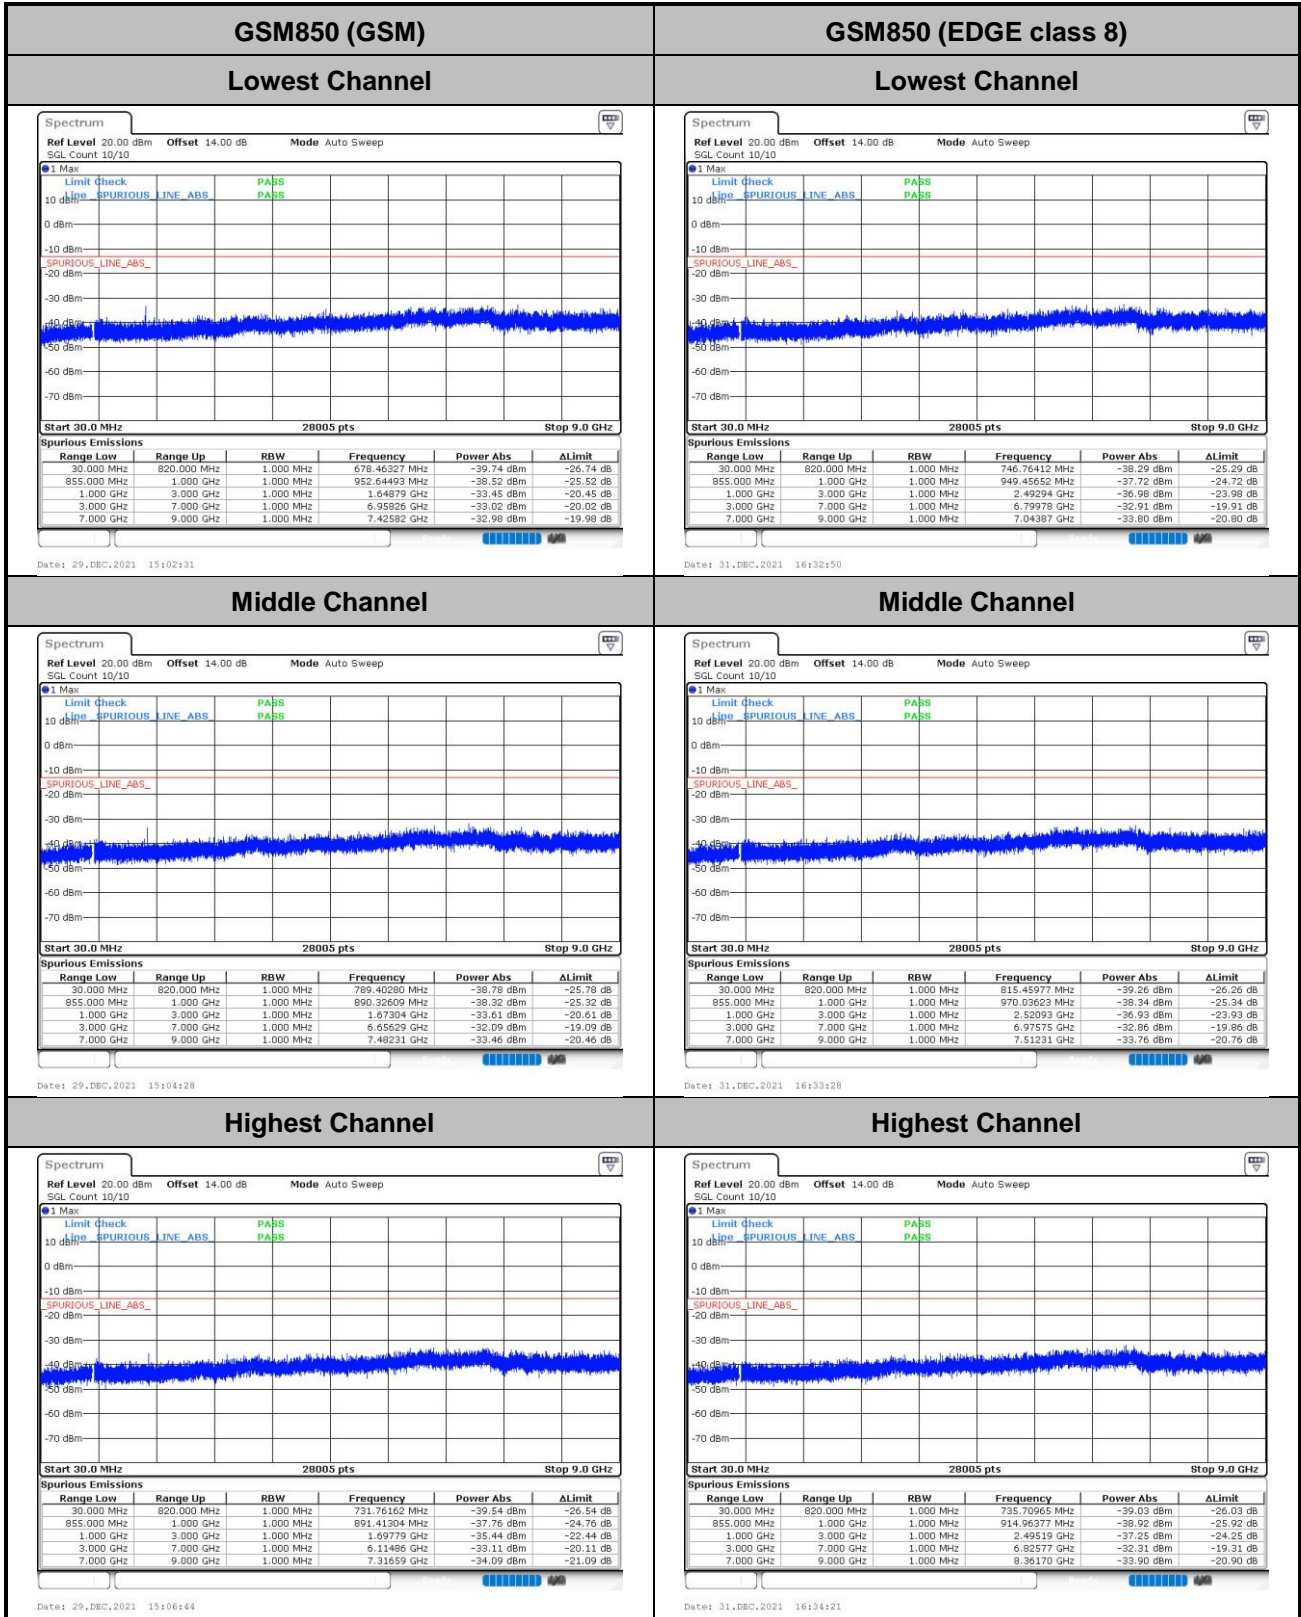 GSM850 (GSM)
GSM850 (EDGE class 8)
Lowest Channel
Lowest Channel
Spectrum
Ref Level 20.00 dBm Offset 14.00 dB Mode Auto Sweep
SGL Count 10/10
1 Max
Limit Check PASS
Line _SPURIOUS_LINE_ABS_ PASS
10 dBm
0 dBm
-10 dBm
_SPURIOUS_LINE_ABS_
-20 dBm
-30 dBm
-40 dBm
-50 dBm
-60 dBm
-70 dBm
Start 30.0 MHz 28005 pts Stop 9.0 GHz
Spurious Emissions
Range Low Range Up RBW Frequency Power Abs ΔLimit
30.000 MHz 820.000 MHz 1.000 MHz 678.46327 MHz -39.74 dBm -26.74 dB
855.000 MHz 1.000 GHz 1.000 MHz 952.64493 MHz -38.52 dBm -25.52 dB
1.000 GHz 3.000 GHz 1.000 MHz 1.64879 GHz -33.45 dBm -20.45 dB
3.000 GHz 7.000 GHz 1.000 MHz 6.95826 GHz -33.02 dBm -20.02 dB
7.000 GHz 9.000 GHz 1.000 MHz 7.42582 GHz -32.98 dBm -19.98 dB
Date: 29.DEC.2021 15:02:31
Spectrum
Ref Level 20.00 dBm Offset 14.00 dB Mode Auto Sweep
SGL Count 10/10
1 Max
Limit Check PASS
Line _SPURIOUS_LINE_ABS_ PASS
10 dBm
0 dBm
-10 dBm
_SPURIOUS_LINE_ABS_
-20 dBm
-30 dBm
-40 dBm
-50 dBm
-60 dBm
-70 dBm
Start 30.0 MHz 28005 pts Stop 9.0 GHz
Spurious Emissions
Range Low Range Up RBW Frequency Power Abs ΔLimit
30.000 MHz 820.000 MHz 1.000 MHz 746.76412 MHz -38.29 dBm -25.29 dB
855.000 MHz 1.000 GHz 1.000 MHz 949.45652 MHz -37.72 dBm -24.72 dB
1.000 GHz 3.000 GHz 1.000 MHz 2.49294 GHz -36.98 dBm -23.98 dB
3.000 GHz 7.000 GHz 1.000 MHz 6.79978 GHz -32.91 dBm -19.91 dB
7.000 GHz 9.000 GHz 1.000 MHz 7.04387 GHz -33.80 dBm -20.80 dB
Date: 31.DEC.2021 16:32:50
Middle Channel
Middle Channel
Spectrum
Ref Level 20.00 dBm Offset 14.00 dB Mode Auto Sweep
SGL Count 10/10
1 Max
Limit Check PASS
Line _SPURIOUS_LINE_ABS_ PASS
10 dBm
0 dBm
-10 dBm
_SPURIOUS_LINE_ABS_
-20 dBm
-30 dBm
-40 dBm
-50 dBm
-60 dBm
-70 dBm
Start 30.0 MHz 28005 pts Stop 9.0 GHz
Spurious Emissions
Range Low Range Up RBW Frequency Power Abs ΔLimit
30.000 MHz 820.000 MHz 1.000 MHz 789.40280 MHz -38.78 dBm -25.78 dB
855.000 MHz 1.000 GHz 1.000 MHz 890.32609 MHz -38.32 dBm -25.32 dB
1.000 GHz 3.000 GHz 1.000 MHz 1.67304 GHz -33.61 dBm -20.61 dB
3.000 GHz 7.000 GHz 1.000 MHz 6.65629 GHz -32.09 dBm -19.09 dB
7.000 GHz 9.000 GHz 1.000 MHz 7.48231 GHz -33.46 dBm -20.46 dB
Date: 29.DEC.2021 15:04:28
Spectrum
Ref Level 20.00 dBm Offset 14.00 dB Mode Auto Sweep
SGL Count 10/10
1 Max
Limit Check PASS
Line _SPURIOUS_LINE_ABS_ PASS
10 dBm
0 dBm
-10 dBm
_SPURIOUS_LINE_ABS_
-20 dBm
-30 dBm
-40 dBm
-50 dBm
-60 dBm
-70 dBm
Start 30.0 MHz 28005 pts Stop 9.0 GHz
Spurious Emissions
Range Low Range Up RBW Frequency Power Abs ΔLimit
30.000 MHz 820.000 MHz 1.000 MHz 815.45977 MHz -39.26 dBm -26.26 dB
855.000 MHz 1.000 GHz 1.000 MHz 970.03623 MHz -38.34 dBm -25.34 dB
1.000 GHz 3.000 GHz 1.000 MHz 2.52093 GHz -36.93 dBm -23.93 dB
3.000 GHz 7.000 GHz 1.000 MHz 6.97575 GHz -32.86 dBm -19.86 dB
7.000 GHz 9.000 GHz 1.000 MHz 7.51231 GHz -33.76 dBm -20.76 dB
Date: 31.DEC.2021 16:33:28
Highest Channel
Highest Channel
Spectrum
Ref Level 20.00 dBm Offset 14.00 dB Mode Auto Sweep
SGL Count 10/10
1 Max
Limit Check PASS
Line _SPURIOUS_LINE_ABS_ PASS
10 dBm
0 dBm
-10 dBm
_SPURIOUS_LINE_ABS_
-20 dBm
-30 dBm
-40 dBm
-50 dBm
-60 dBm
-70 dBm
Start 30.0 MHz 28005 pts Stop 9.0 GHz
Spurious Emissions
Range Low Range Up RBW Frequency Power Abs ΔLimit
30.000 MHz 820.000 MHz 1.000 MHz 731.76162 MHz -39.54 dBm -26.54 dB
855.000 MHz 1.000 GHz 1.000 MHz 891.41304 MHz -37.76 dBm -24.76 dB
1.000 GHz 3.000 GHz 1.000 MHz 1.69779 GHz -35.44 dBm -22.44 dB
3.000 GHz 7.000 GHz 1.000 MHz 6.11486 GHz -33.11 dBm -20.11 dB
7.000 GHz 9.000 GHz 1.000 MHz 7.31659 GHz -34.09 dBm -21.09 dB
Date: 29.DEC.2021 15:06:44
Spectrum
Ref Level 20.00 dBm Offset 14.00 dB Mode Auto Sweep
SGL Count 10/10
1 Max
Limit Check PASS
Line _SPURIOUS_LINE_ABS_ PASS
10 dBm
0 dBm
-10 dBm
_SPURIOUS_LINE_ABS_
-20 dBm
-30 dBm
-40 dBm
-50 dBm
-60 dBm
-70 dBm
Start 30.0 MHz 28005 pts Stop 9.0 GHz
Spurious Emissions
Range Low Range Up RBW Frequency Power Abs ΔLimit
30.000 MHz 820.000 MHz 1.000 MHz 735.70965 MHz -39.03 dBm -26.03 dB
855.000 MHz 1.000 GHz 1.000 MHz 914.96377 MHz -38.92 dBm -25.92 dB
1.000 GHz 3.000 GHz 1.000 MHz 2.49519 GHz -37.25 dBm -24.25 dB
3.000 GHz 7.000 GHz 1.000 MHz 6.82577 GHz -32.31 dBm -19.31 dB
7.000 GHz 9.000 GHz 1.000 MHz 8.36170 GHz -33.90 dBm -20.90 dB
Date: 31.DEC.2021 16:34:21